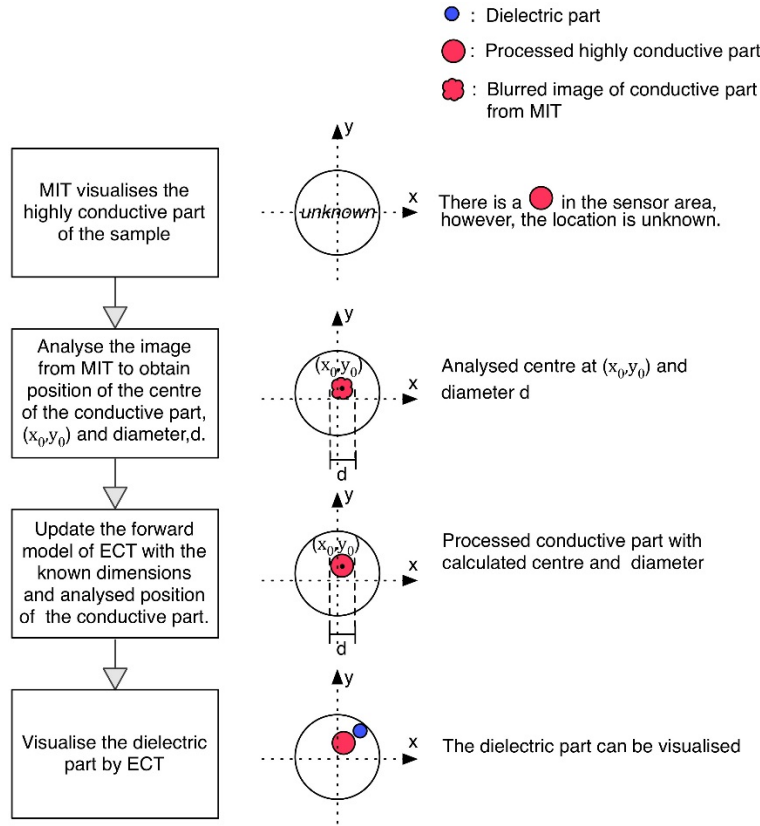 : Dielectric part
: Processed highly conductive part
: Blurred image of conductive part
from MIT
MIT visualises the
highly conductive part
of the sample
y
x
unknown
There is a in the sensor area,
however, the location is unknown.
Analyse the image
from MIT to obtain
position of the centre
of the conductive part,
(x₀,y₀) and diameter,d.
y
(x₀,y₀)
x
d
Analysed centre at (x₀,y₀) and
diameter d
Update the forward
model of ECT with the
known dimensions
and analysed position
of the conductive part.
y
(x₀,y₀)
x
d
Processed conductive part with
calculated centre and diameter
Visualise the dielectric
part by ECT
y
x
The dielectric part can be visualised